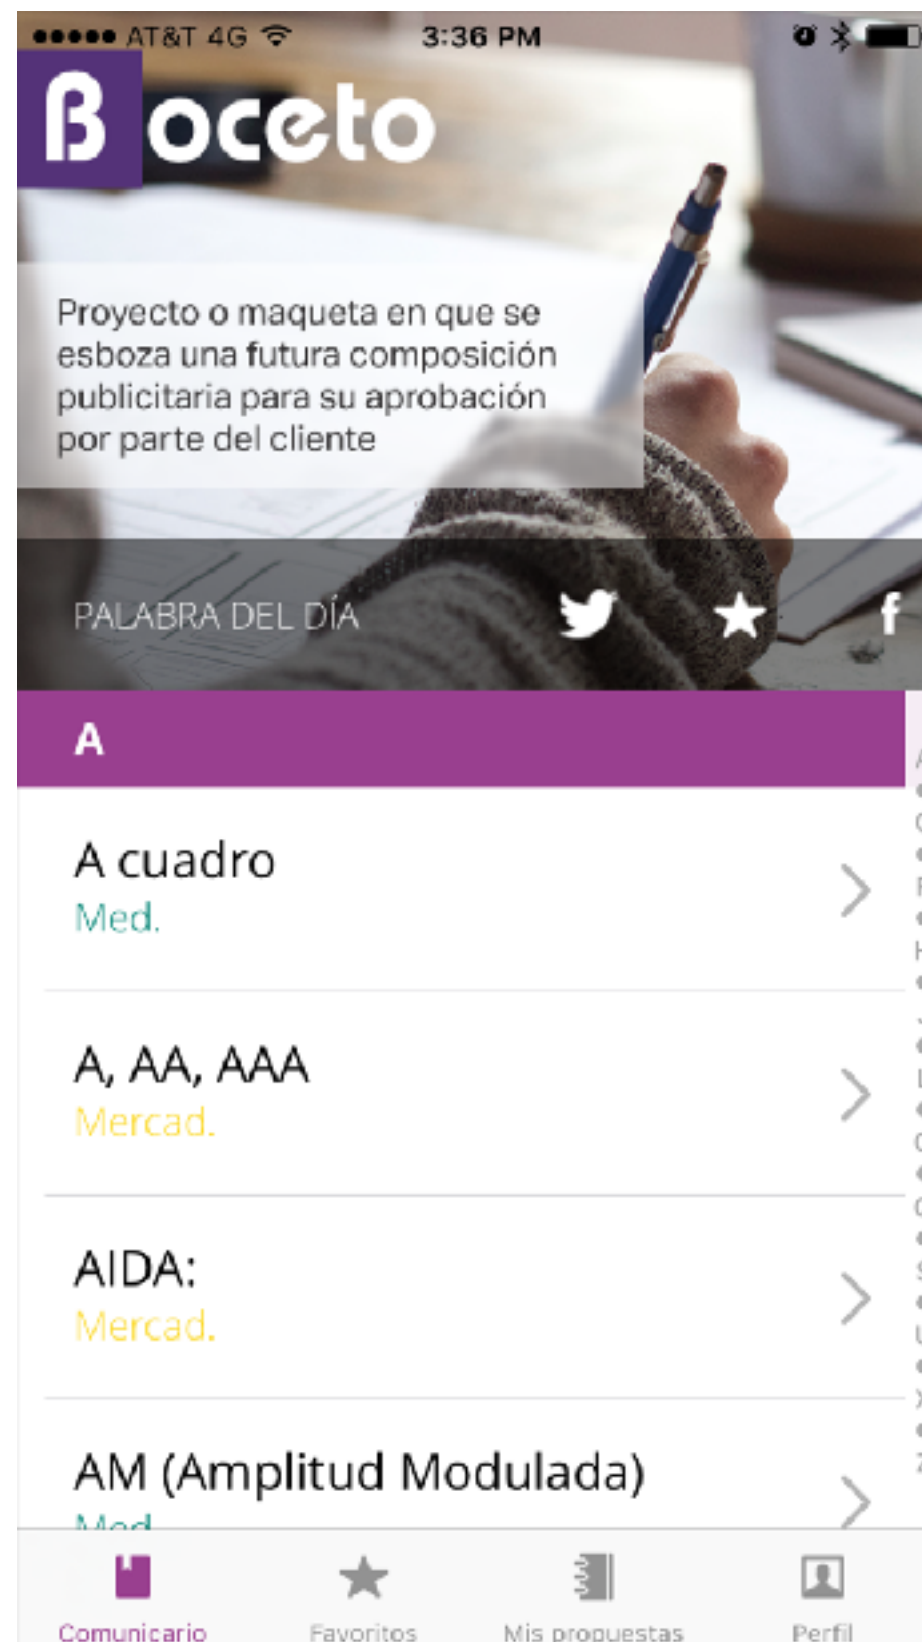 AT&T 4G
3:36 PM
Boceto
Proyecto o maqueta en que se
esboza una futura composición
publicitaria para su aprobación
por parte del cliente
PALABRA DEL DÍA
A
A cuadro
Med.
A, AA, AAA
Mercad.
AIDA:
Mercad.
AM (Amplitud Modulada)
Med
Comunicario
Favoritos
Mis propuestas
Perfil